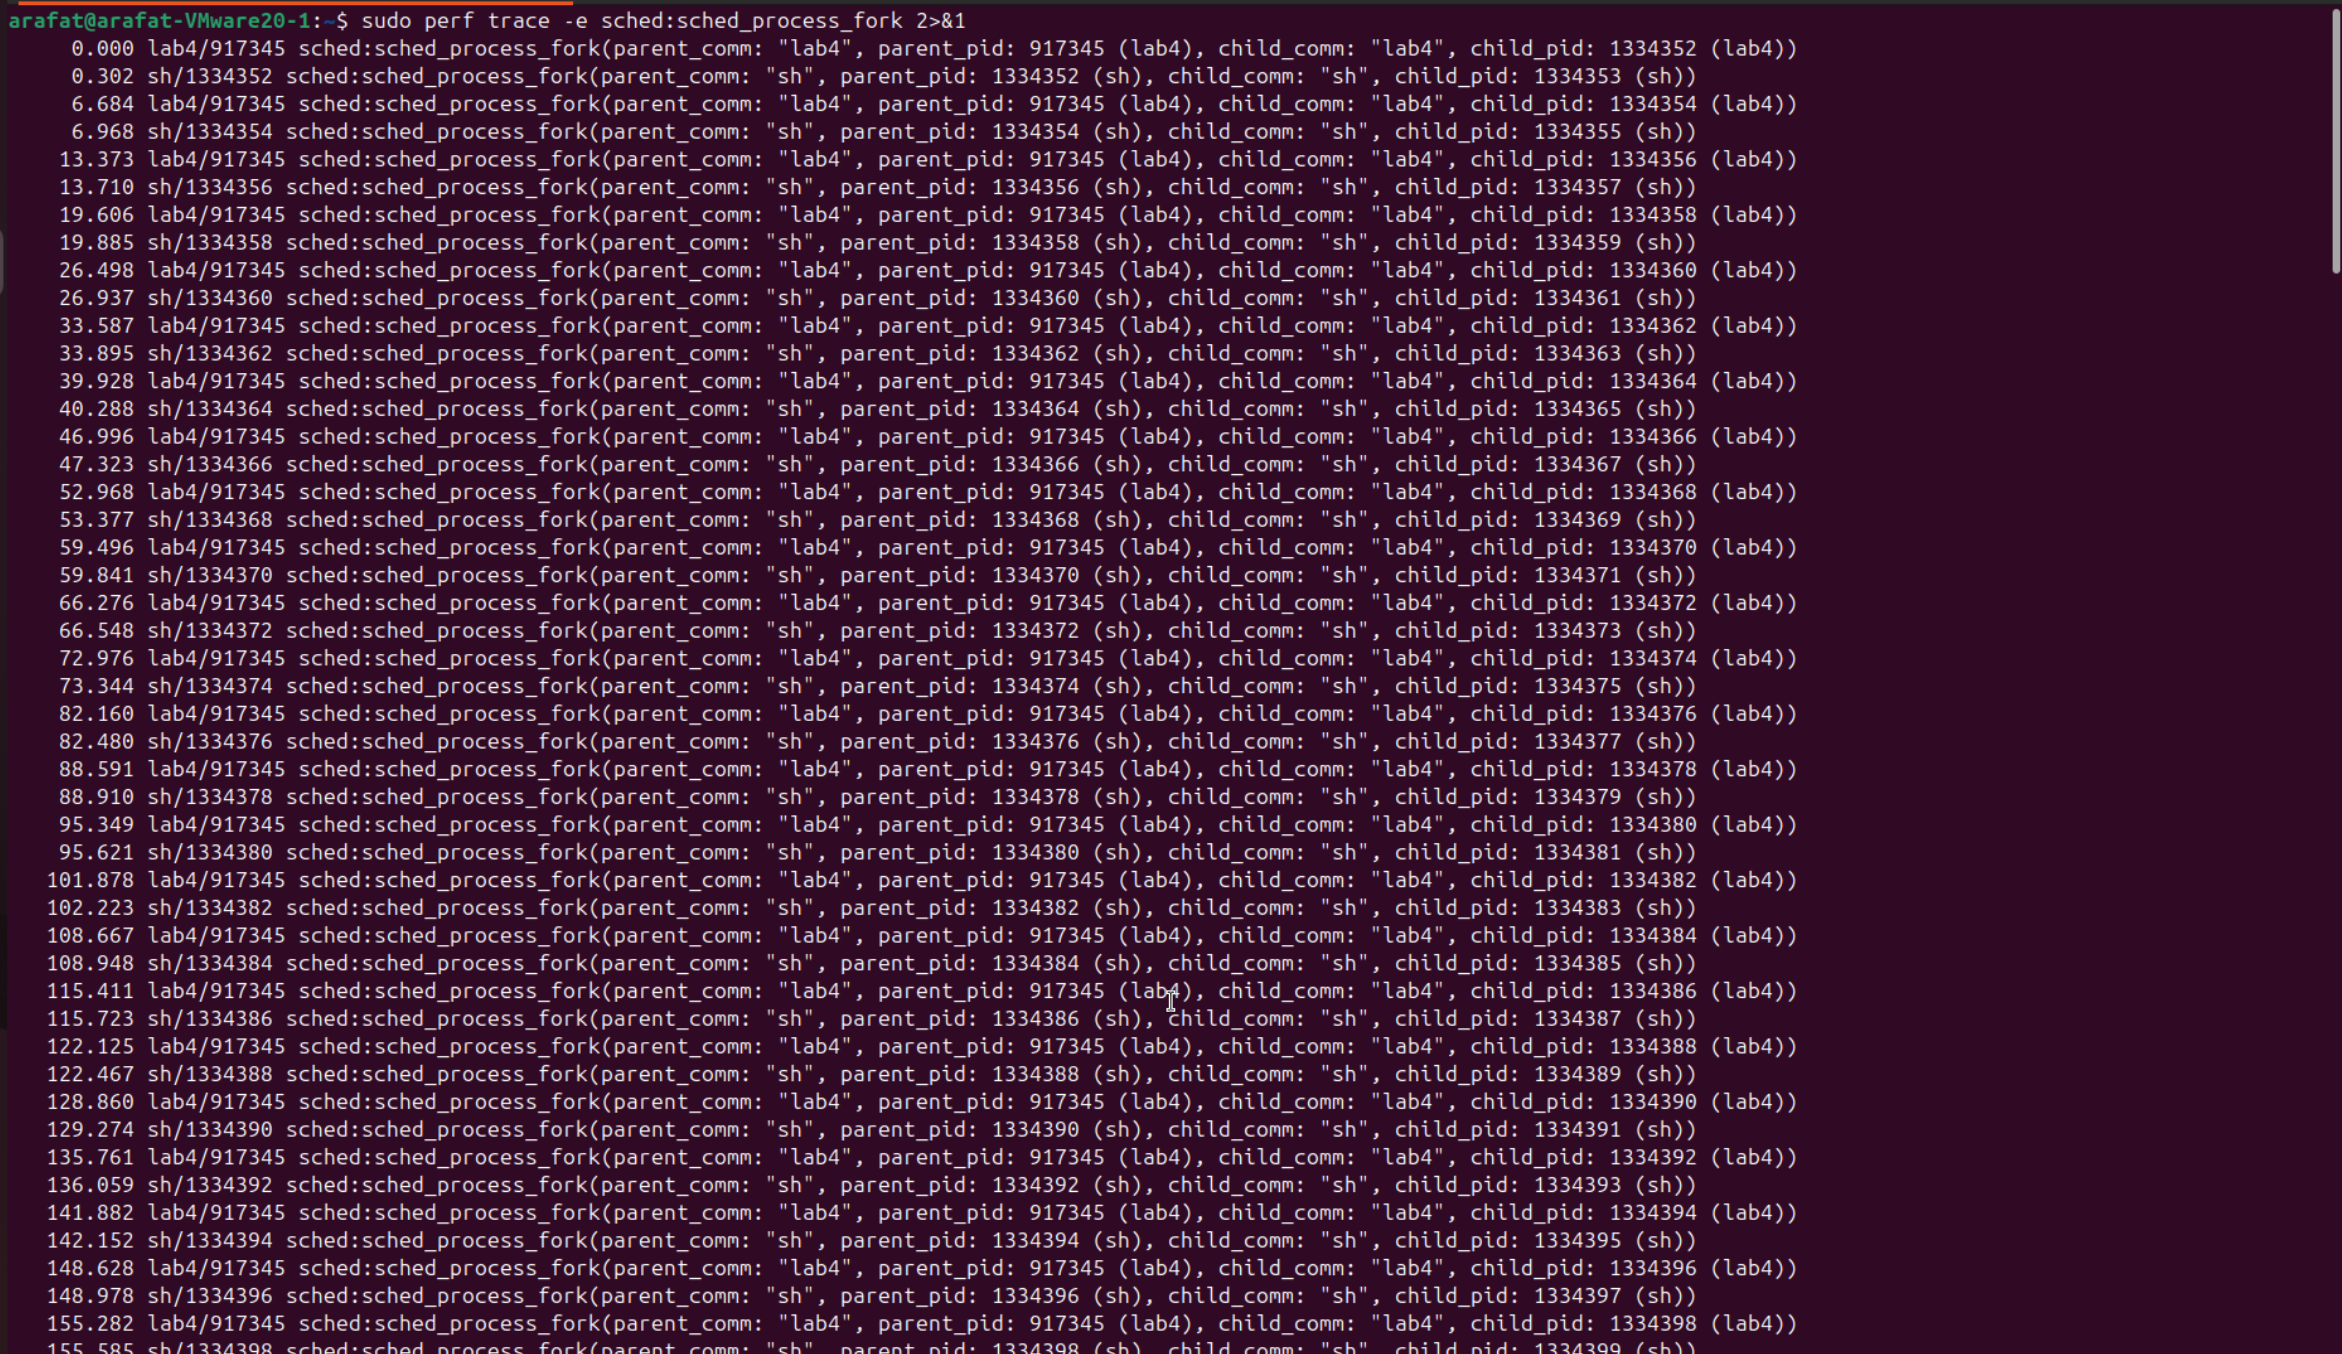 arafat@arafat-VMware20-1:~$ sudo perf trace -e sched:sched_process_fork 2>&1
0.000 lab4/917345 sched:sched_process_fork(parent_comm: "lab4", parent_pid: 917345 (lab4), child_comm: "lab4", child_pid: 1334352 (lab4))
0.302 sh/1334352 sched:sched_process_fork(parent_comm: "sh", parent_pid: 1334352 (sh), child_comm: "sh", child_pid: 1334353 (sh))
6.684 lab4/917345 sched:sched_process_fork(parent_comm: "lab4", parent_pid: 917345 (lab4), child_comm: "lab4", child_pid: 1334354 (lab4))
6.968 sh/1334354 sched:sched_process_fork(parent_comm: "sh", parent_pid: 1334354 (sh), child_comm: "sh", child_pid: 1334355 (sh))
13.373 lab4/917345 sched:sched_process_fork(parent_comm: "lab4", parent_pid: 917345 (lab4), child_comm: "lab4", child_pid: 1334356 (lab4))
13.710 sh/1334356 sched:sched_process_fork(parent_comm: "sh", parent_pid: 1334356 (sh), child_comm: "sh", child_pid: 1334357 (sh))
19.606 lab4/917345 sched:sched_process_fork(parent_comm: "lab4", parent_pid: 917345 (lab4), child_comm: "lab4", child_pid: 1334358 (lab4))
19.885 sh/1334358 sched:sched_process_fork(parent_comm: "sh", parent_pid: 1334358 (sh), child_comm: "sh", child_pid: 1334359 (sh))
26.498 lab4/917345 sched:sched_process_fork(parent_comm: "lab4", parent_pid: 917345 (lab4), child_comm: "lab4", child_pid: 1334360 (lab4))
26.937 sh/1334360 sched:sched_process_fork(parent_comm: "sh", parent_pid: 1334360 (sh), child_comm: "sh", child_pid: 1334361 (sh))
33.587 lab4/917345 sched:sched_process_fork(parent_comm: "lab4", parent_pid: 917345 (lab4), child_comm: "lab4", child_pid: 1334362 (lab4))
33.895 sh/1334362 sched:sched_process_fork(parent_comm: "sh", parent_pid: 1334362 (sh), child_comm: "sh", child_pid: 1334363 (sh))
39.928 lab4/917345 sched:sched_process_fork(parent_comm: "lab4", parent_pid: 917345 (lab4), child_comm: "lab4", child_pid: 1334364 (lab4))
40.288 sh/1334364 sched:sched_process_fork(parent_comm: "sh", parent_pid: 1334364 (sh), child_comm: "sh", child_pid: 1334365 (sh))
46.996 lab4/917345 sched:sched_process_fork(parent_comm: "lab4", parent_pid: 917345 (lab4), child_comm: "lab4", child_pid: 1334366 (lab4))
47.323 sh/1334366 sched:sched_process_fork(parent_comm: "sh", parent_pid: 1334366 (sh), child_comm: "sh", child_pid: 1334367 (sh))
52.968 lab4/917345 sched:sched_process_fork(parent_comm: "lab4", parent_pid: 917345 (lab4), child_comm: "lab4", child_pid: 1334368 (lab4))
53.377 sh/1334368 sched:sched_process_fork(parent_comm: "sh", parent_pid: 1334368 (sh), child_comm: "sh", child_pid: 1334369 (sh))
59.496 lab4/917345 sched:sched_process_fork(parent_comm: "lab4", parent_pid: 917345 (lab4), child_comm: "lab4", child_pid: 1334370 (lab4))
59.841 sh/1334370 sched:sched_process_fork(parent_comm: "sh", parent_pid: 1334370 (sh), child_comm: "sh", child_pid: 1334371 (sh))
66.276 lab4/917345 sched:sched_process_fork(parent_comm: "lab4", parent_pid: 917345 (lab4), child_comm: "lab4", child_pid: 1334372 (lab4))
66.548 sh/1334372 sched:sched_process_fork(parent_comm: "sh", parent_pid: 1334372 (sh), child_comm: "sh", child_pid: 1334373 (sh))
72.976 lab4/917345 sched:sched_process_fork(parent_comm: "lab4", parent_pid: 917345 (lab4), child_comm: "lab4", child_pid: 1334374 (lab4))
73.344 sh/1334374 sched:sched_process_fork(parent_comm: "sh", parent_pid: 1334374 (sh), child_comm: "sh", child_pid: 1334375 (sh))
82.160 lab4/917345 sched:sched_process_fork(parent_comm: "lab4", parent_pid: 917345 (lab4), child_comm: "lab4", child_pid: 1334376 (lab4))
82.480 sh/1334376 sched:sched_process_fork(parent_comm: "sh", parent_pid: 1334376 (sh), child_comm: "sh", child_pid: 1334377 (sh))
88.591 lab4/917345 sched:sched_process_fork(parent_comm: "lab4", parent_pid: 917345 (lab4), child_comm: "lab4", child_pid: 1334378 (lab4))
88.910 sh/1334378 sched:sched_process_fork(parent_comm: "sh", parent_pid: 1334378 (sh), child_comm: "sh", child_pid: 1334379 (sh))
95.349 lab4/917345 sched:sched_process_fork(parent_comm: "lab4", parent_pid: 917345 (lab4), child_comm: "lab4", child_pid: 1334380 (lab4))
95.621 sh/1334380 sched:sched_process_fork(parent_comm: "sh", parent_pid: 1334380 (sh), child_comm: "sh", child_pid: 1334381 (sh))
101.878 lab4/917345 sched:sched_process_fork(parent_comm: "lab4", parent_pid: 917345 (lab4), child_comm: "lab4", child_pid: 1334382 (lab4))
102.223 sh/1334382 sched:sched_process_fork(parent_comm: "sh", parent_pid: 1334382 (sh), child_comm: "sh", child_pid: 1334383 (sh))
108.667 lab4/917345 sched:sched_process_fork(parent_comm: "lab4", parent_pid: 917345 (lab4), child_comm: "lab4", child_pid: 1334384 (lab4))
108.948 sh/1334384 sched:sched_process_fork(parent_comm: "sh", parent_pid: 1334384 (sh), child_comm: "sh", child_pid: 1334385 (sh))
115.411 lab4/917345 sched:sched_process_fork(parent_comm: "lab4", parent_pid: 917345 (lab4), child_comm: "lab4", child_pid: 1334386 (lab4))
115.723 sh/1334386 sched:sched_process_fork(parent_comm: "sh", parent_pid: 1334386 (sh), child_comm: "sh", child_pid: 1334387 (sh))
122.125 lab4/917345 sched:sched_process_fork(parent_comm: "lab4", parent_pid: 917345 (lab4), child_comm: "lab4", child_pid: 1334388 (lab4))
122.467 sh/1334388 sched:sched_process_fork(parent_comm: "sh", parent_pid: 1334388 (sh), child_comm: "sh", child_pid: 1334389 (sh))
128.860 lab4/917345 sched:sched_process_fork(parent_comm: "lab4", parent_pid: 917345 (lab4), child_comm: "lab4", child_pid: 1334390 (lab4))
129.274 sh/1334390 sched:sched_process_fork(parent_comm: "sh", parent_pid: 1334390 (sh), child_comm: "sh", child_pid: 1334391 (sh))
135.761 lab4/917345 sched:sched_process_fork(parent_comm: "lab4", parent_pid: 917345 (lab4), child_comm: "lab4", child_pid: 1334392 (lab4))
136.059 sh/1334392 sched:sched_process_fork(parent_comm: "sh", parent_pid: 1334392 (sh), child_comm: "sh", child_pid: 1334393 (sh))
141.882 lab4/917345 sched:sched_process_fork(parent_comm: "lab4", parent_pid: 917345 (lab4), child_comm: "lab4", child_pid: 1334394 (lab4))
142.152 sh/1334394 sched:sched_process_fork(parent_comm: "sh", parent_pid: 1334394 (sh), child_comm: "sh", child_pid: 1334395 (sh))
148.628 lab4/917345 sched:sched_process_fork(parent_comm: "lab4", parent_pid: 917345 (lab4), child_comm: "lab4", child_pid: 1334396 (lab4))
148.978 sh/1334396 sched:sched_process_fork(parent_comm: "sh", parent_pid: 1334396 (sh), child_comm: "sh", child_pid: 1334397 (sh))
155.282 lab4/917345 sched:sched_process_fork(parent_comm: "lab4", parent_pid: 917345 (lab4), child_comm: "lab4", child_pid: 1334398 (lab4))
155.585 sh/1334398 sched:sched_process_fork(parent_comm: "sh", parent_pid: 1334398 (sh), child_comm: "sh", child_pid: 1334399 (sh))